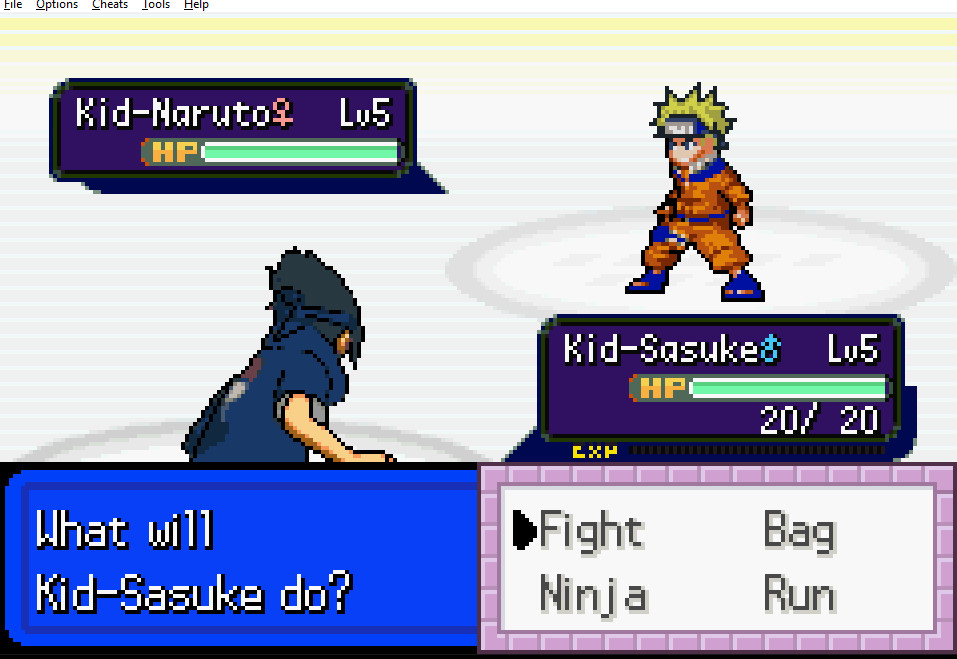 File Options Cheats Tools Help
Kid-Naruto♀ Lv5
HP
Kid-Sasuke♂ Lv5
HP
20/ 20
EXP
What will
Kid-Sasuke do?
Fight Bag
Ninja Run